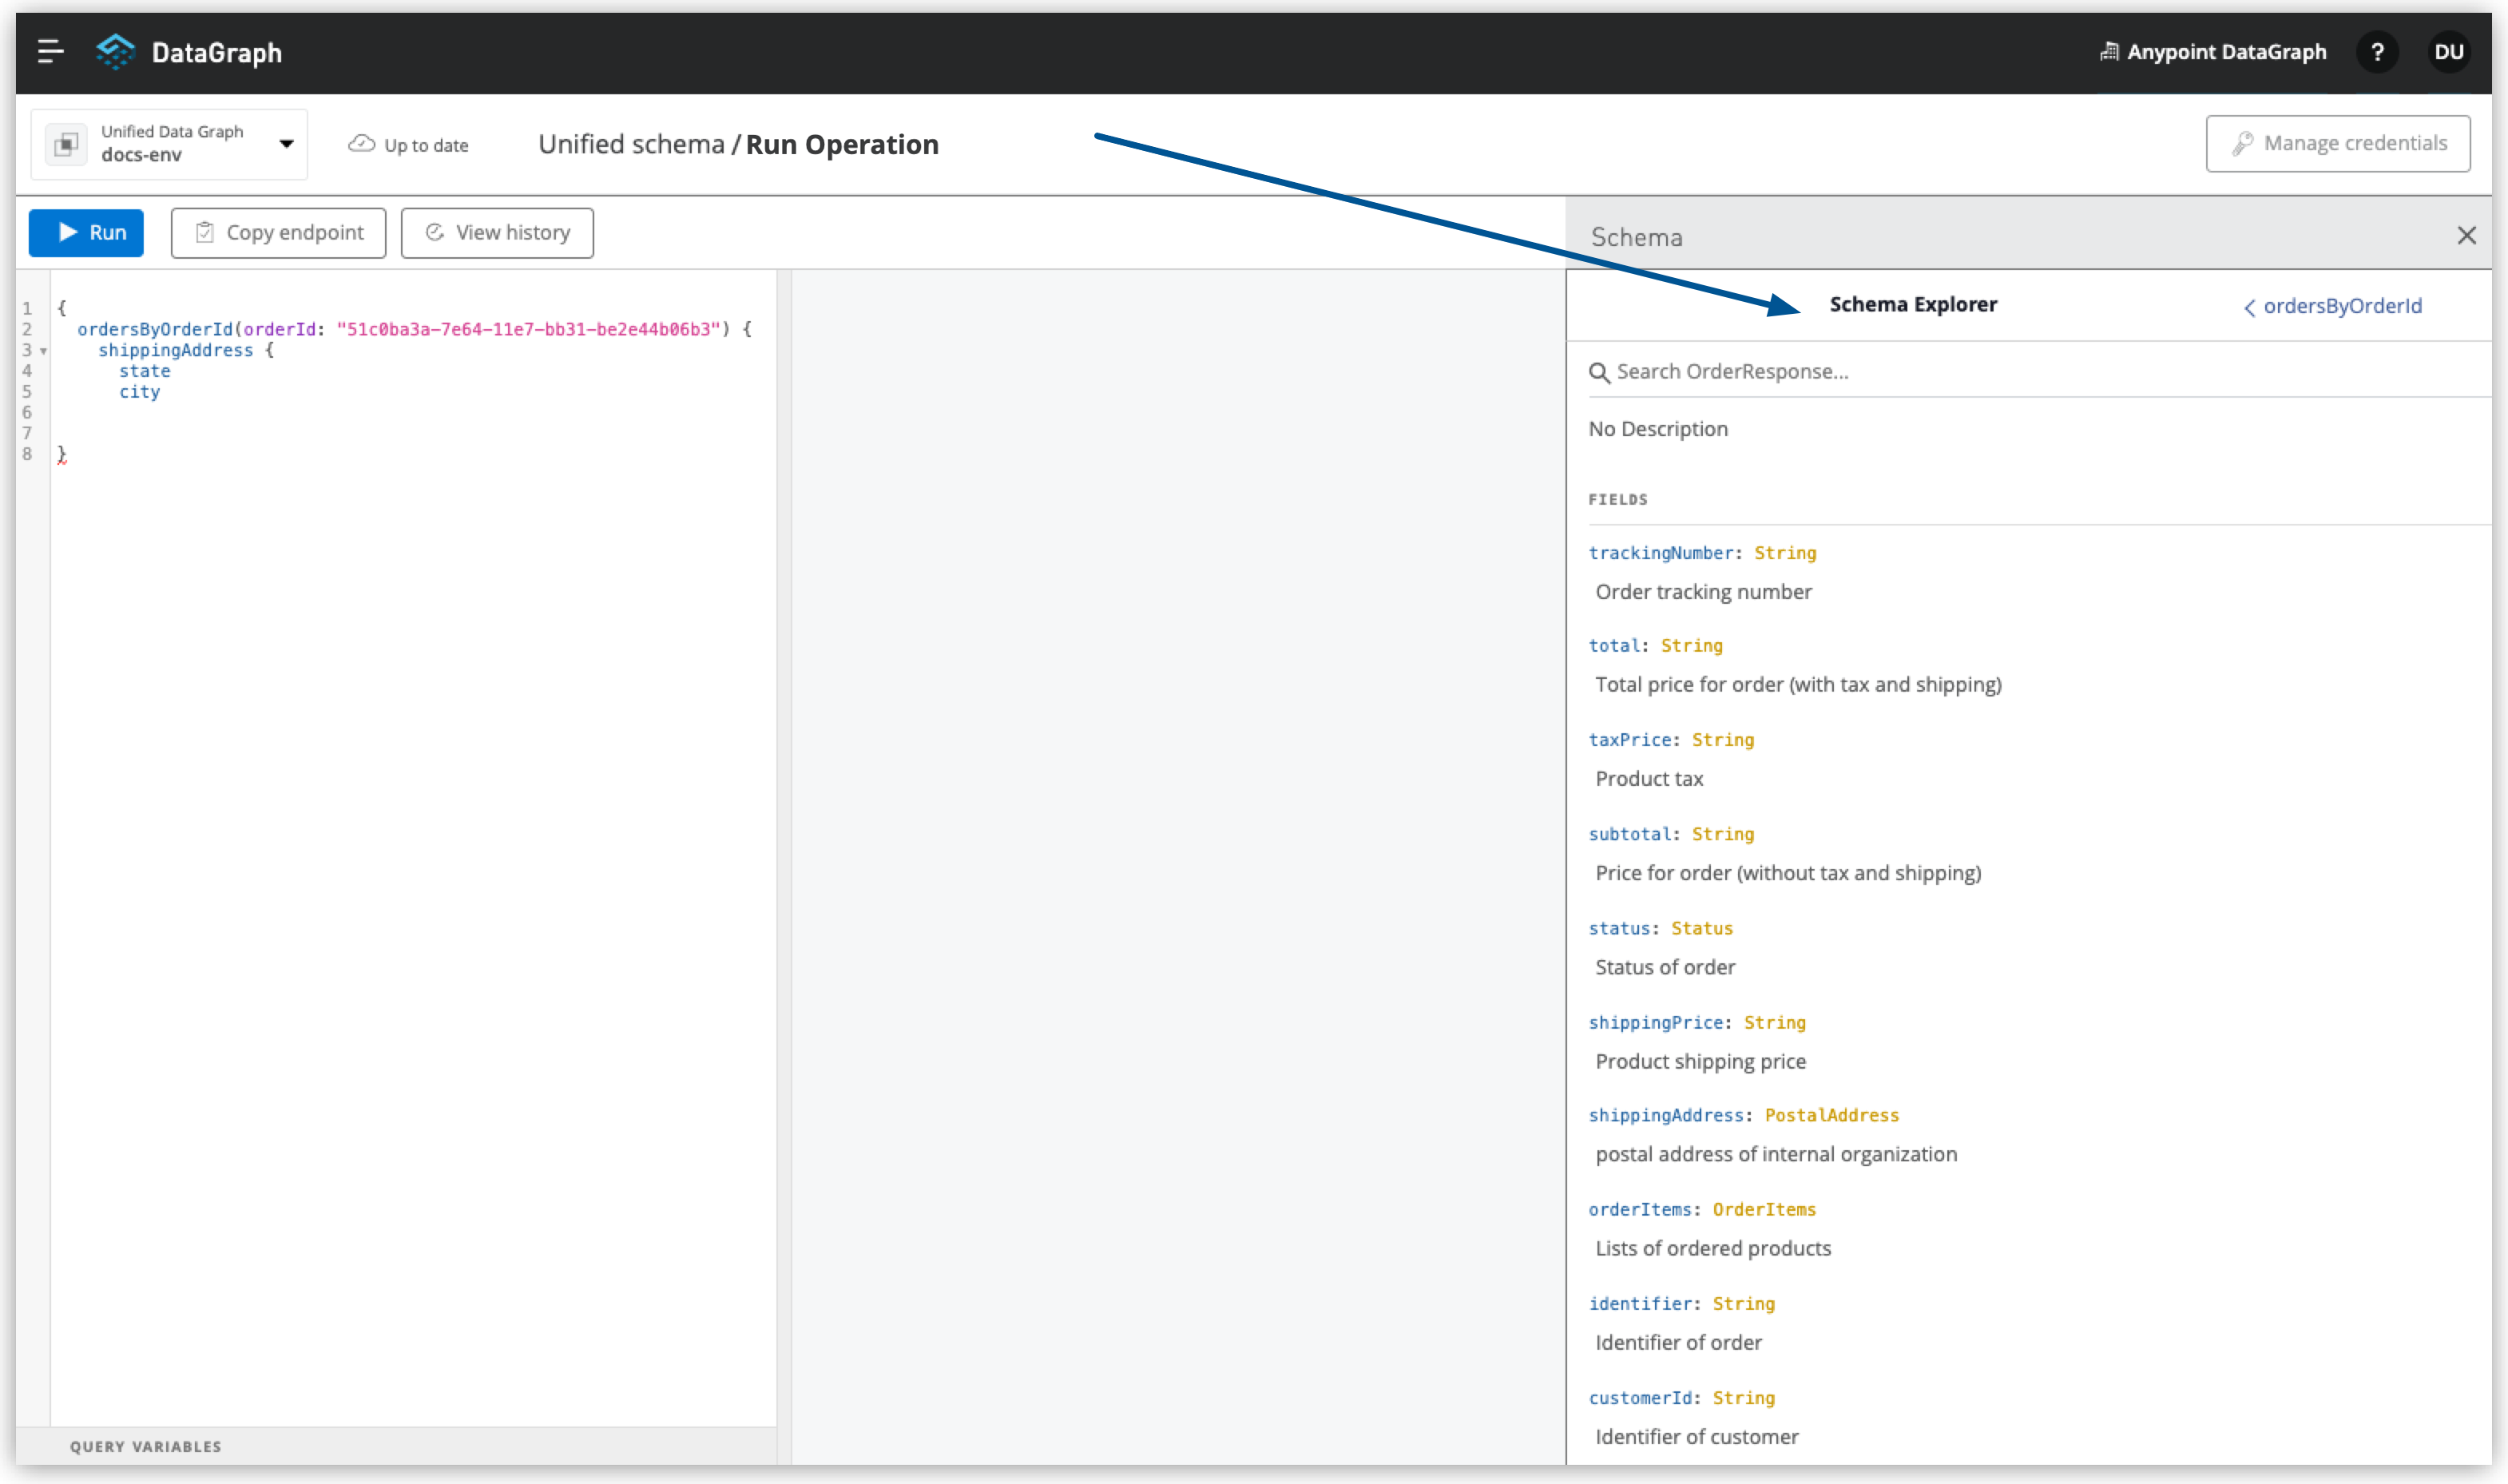 DataGraph
Anypoint DataGraph
?
DU
Unified Data Graph
docs-env
Up to date
Unified schema / Run Operation
Manage credentials
Run
Copy endpoint
View history
Schema
1 {
2 ordersByOrderId(orderId: "51c0ba3a-7e64-11e7-bb31-be2e44b06b3") {
3 shippingAddress {
4 state
5 city
6
7
8 }
QUERY VARIABLES
Schema Explorer
ordersByOrderId
Search OrderResponse...
No Description
FIELDS
trackingNumber: String
Order tracking number
total: String
Total price for order (with tax and shipping)
taxPrice: String
Product tax
subtotal: String
Price for order (without tax and shipping)
status: Status
Status of order
shippingPrice: String
Product shipping price
shippingAddress: PostalAddress
postal address of internal organization
orderItems: OrderItems
Lists of ordered products
identifier: String
Identifier of order
customerId: String
Identifier of customer